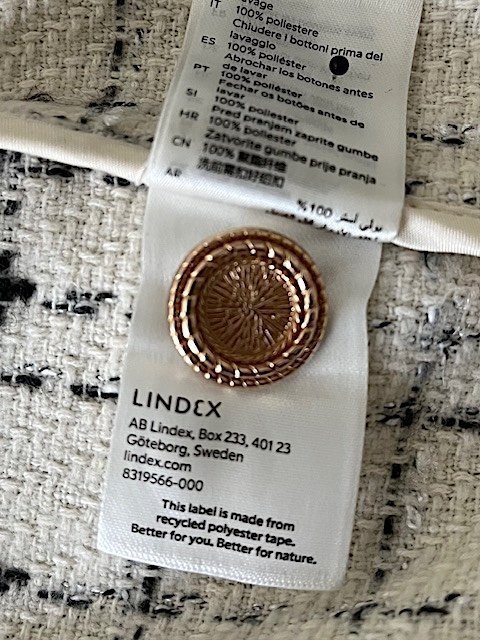 IT
100% poliestere
Chiudere i bottoni prima del
lavaggio
ES
100% poliéster
Abrochar los botones antes
de lavar
PT
100% poliéster
Fechar os botões antes de
lavar
SI
100% poliester
Pred pranjem zaprite gumbe
HR
100% poliester
Zatvorite gumbe prije pranja
CN
100% 聚酯纤维
洗前需扣好纽扣
AR
بولي إستر 100%
LINDEX
AB Lindex, Box 233, 401 23
Göteborg, Sweden
lindex.com
8319566-000
This label is made from
recycled polyester tape.
Better for you. Better for nature.